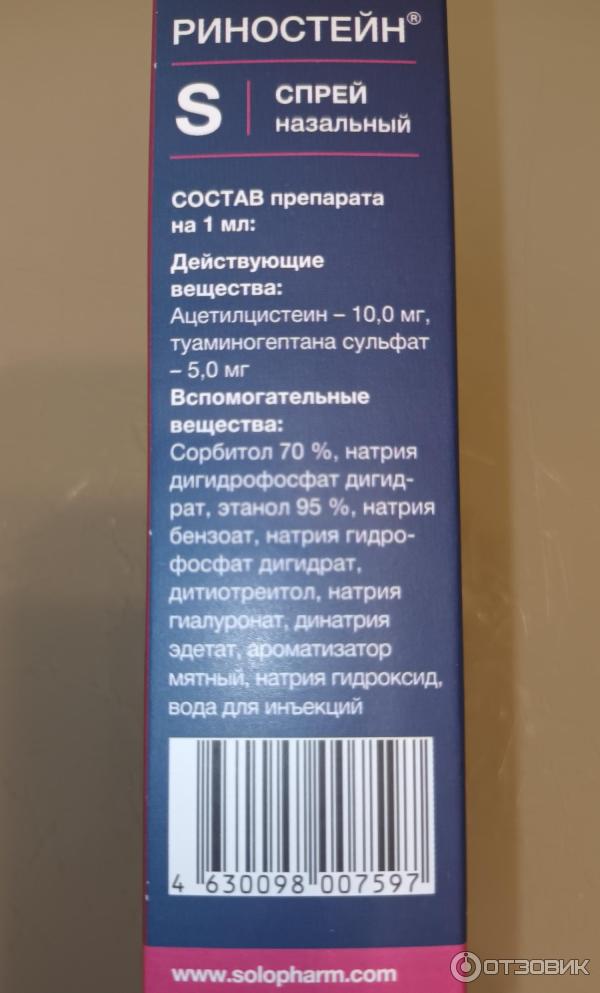 РИНОСТЕЙН®
S
СПРЕЙ
назальный
СОСТАВ препарата
на 1 мл:
Действующие
вещества:
Ацетилцистеин – 10,0 мг,
туаминогептана сульфат
– 5,0 мг
Вспомогательные
вещества:
Сорбитол 70 %, натрия
дигидрофосфат дигид-
рат, этанол 95 %, натрия
бензоат, натрия гидро-
фосфат дигидрат,
дитиотреитол, натрия
гиалуронат, динатрия
эдетат, ароматизатор
мятный, натрия гидроксид,
вода для инъекций
4 630098 007597
www.solopharm.com
ОТЗОВИК